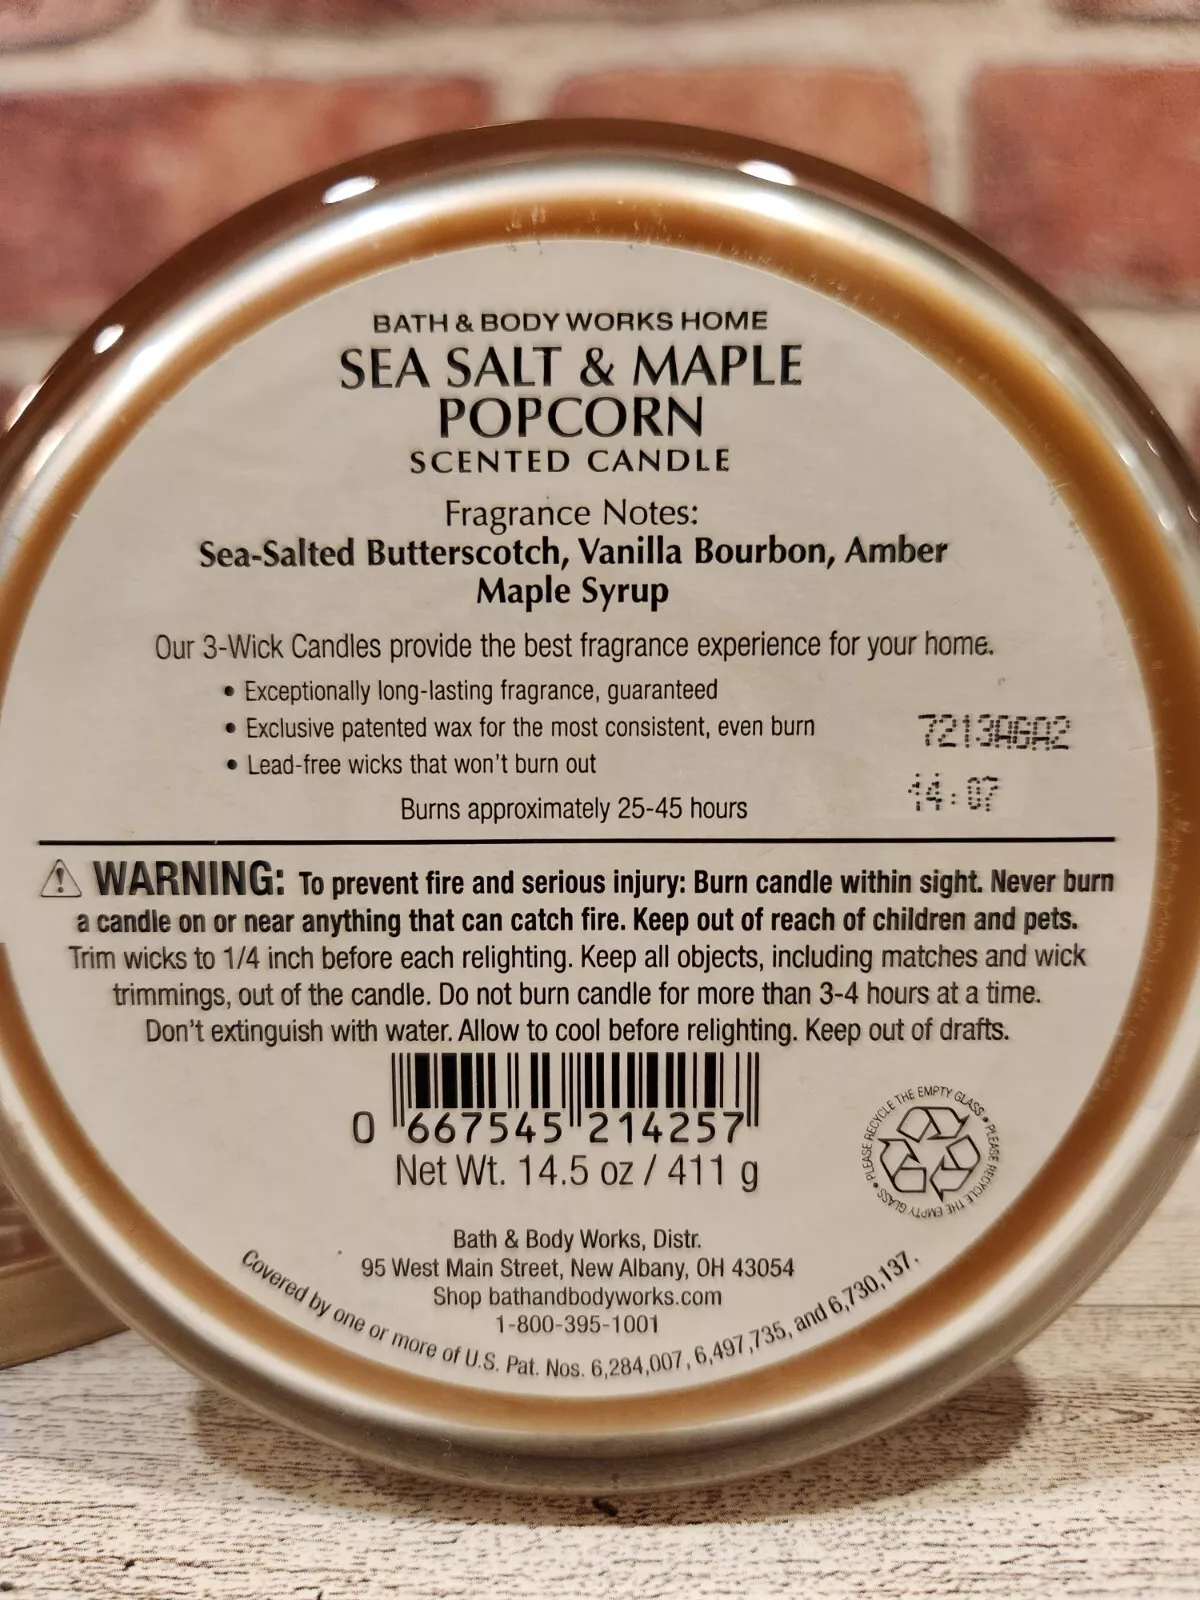 BATH & BODY WORKS HOME
SEA SALT & MAPLE
POPCORN
SCENTED CANDLE
Fragrance Notes:
Sea-Salted Butterscotch, Vanilla Bourbon, Amber
Maple Syrup
Our 3-Wick Candles provide the best fragrance experience for your home.
• Exceptionally long-lasting fragrance, guaranteed
• Exclusive patented wax for the most consistent, even burn
• Lead-free wicks that won't burn out
7213AGA2
14:07
Burns approximately 25-45 hours
⚠ WARNING: To prevent fire and serious injury: Burn candle within sight. Never burn
a candle on or near anything that can catch fire. Keep out of reach of children and pets.
Trim wicks to 1/4 inch before each relighting. Keep all objects, including matches and wick
trimmings, out of the candle. Do not burn candle for more than 3-4 hours at a time.
Don't extinguish with water. Allow to cool before relighting. Keep out of drafts.
0 667545 214257
Net Wt. 14.5 oz / 411 g
• PLEASE RECYCLE THE EMPTY GLASS • PLEASE RECYCLE THE EMPTY GLASS
Bath & Body Works, Distr.
95 West Main Street, New Albany, OH 43054
Shop bathandbodyworks.com
1-800-395-1001
Covered by one or more of U.S. Pat. Nos. 6,284,007, 6,497,735, and 6,730,137.